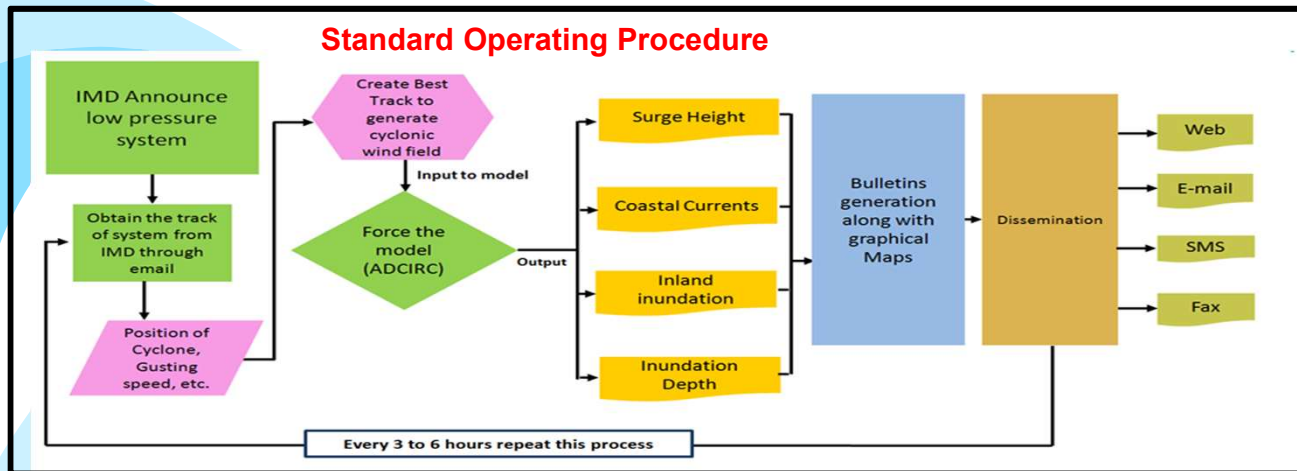 Standard Operating Procedure
IMD Announce
low pressure
system
Obtain the track
of system from
IMD through
email
Position of
Cyclone,
Gusting
speed, etc.
Create Best
Track to
generate
cyclonic
wind field
Input to model
Force the
model
(ADCIRC)
Output
Surge Height
Coastal Currents
Inland
inundation
Inundation
Depth
Bulletins
generation
along with
graphical
Maps
Dissemination
Web
E-mail
SMS
Fax
Every 3 to 6 hours repeat this process